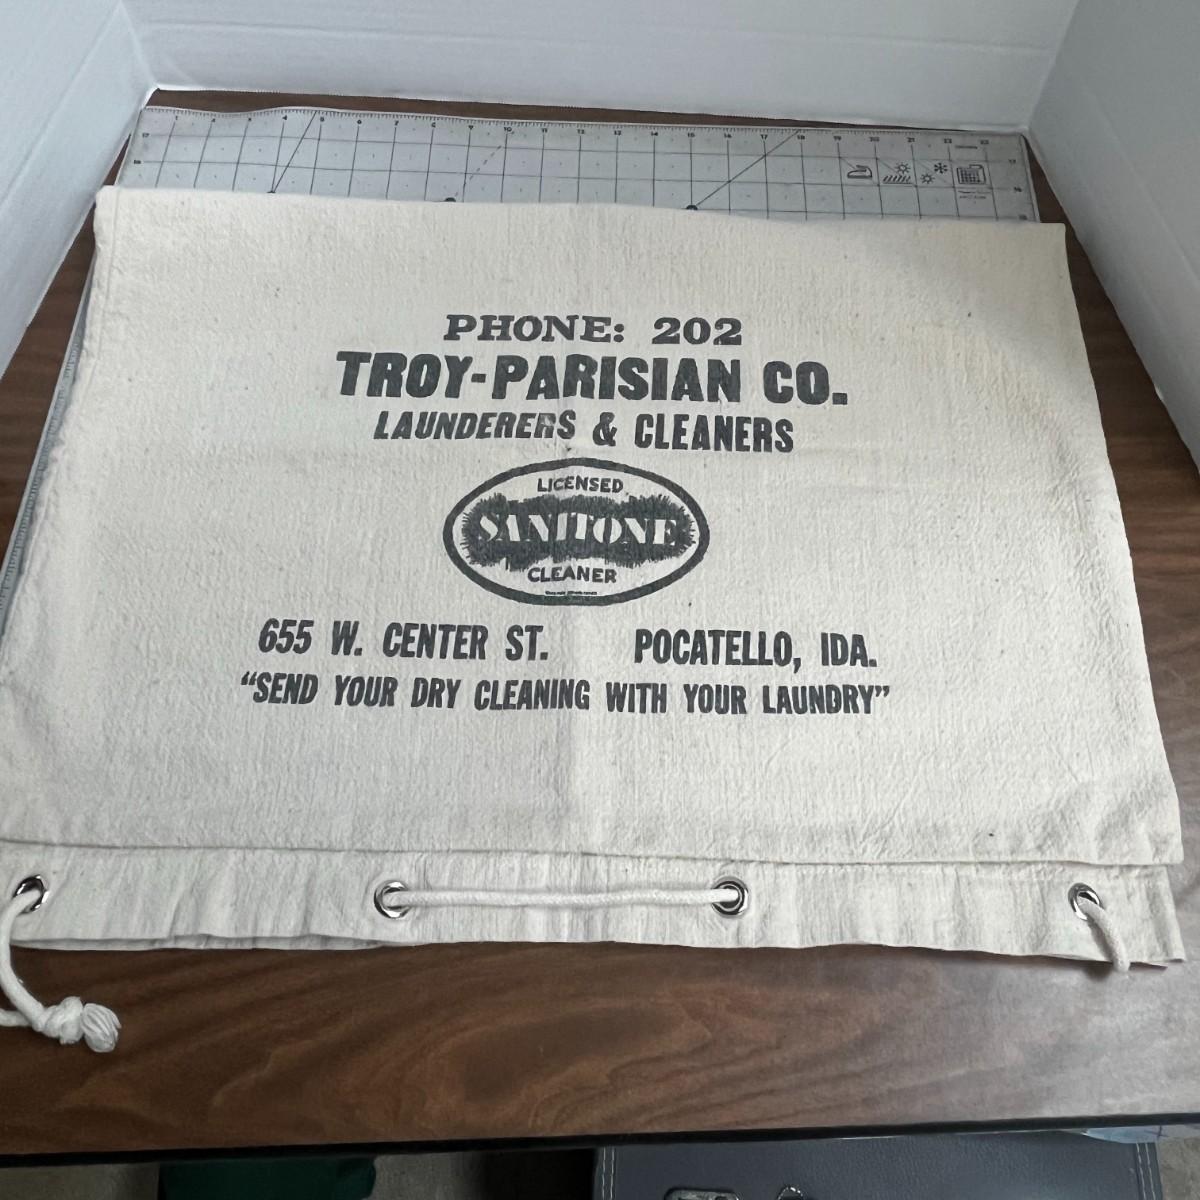 PHONE: 202
TROY-PARISIAN CO.
LAUNDERERS & CLEANERS
LICENSED
SANITONE
CLEANER
655 W. CENTER ST. POCATELLO, IDA.
“SEND YOUR DRY CLEANING WITH YOUR LAUNDRY”